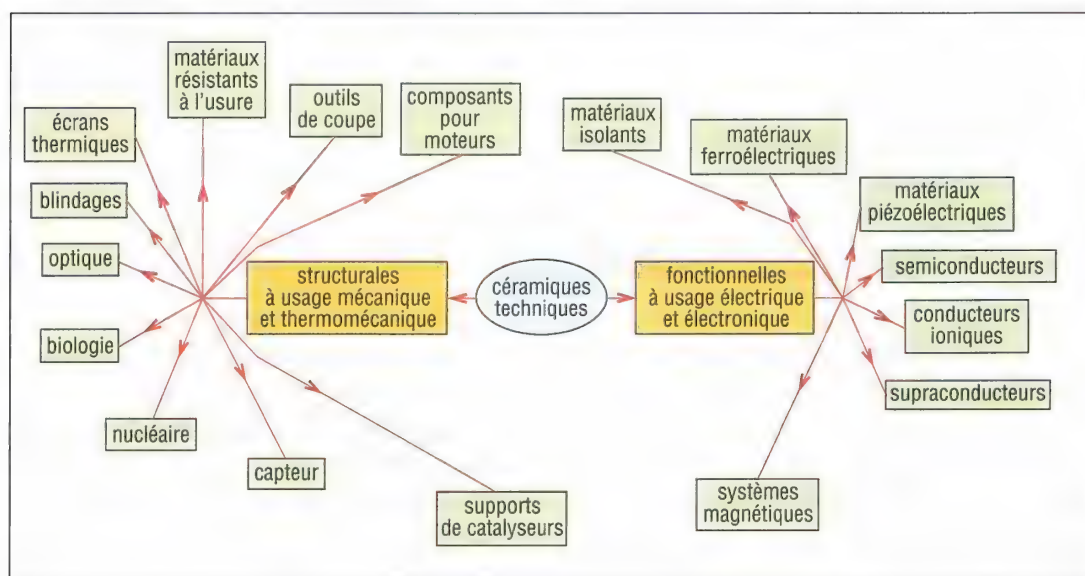 matériaux
résistants
à l'usure
écrans
thermiques
blindages
optique
biologie
nucléaire
capteur
supports
de catalyseurs
outils
de coupe
composants
pour
moteurs
structurales
à usage mécanique
et thermomécanique
céramiques
techniques
fonctionnelles
à usage électrique
et électronique
matériaux
isolants
matériaux
ferroélectriques
matériaux
piézoélectriques
semiconducteurs
conducteurs
ioniques
supraconducteurs
systèmes
magnétiques